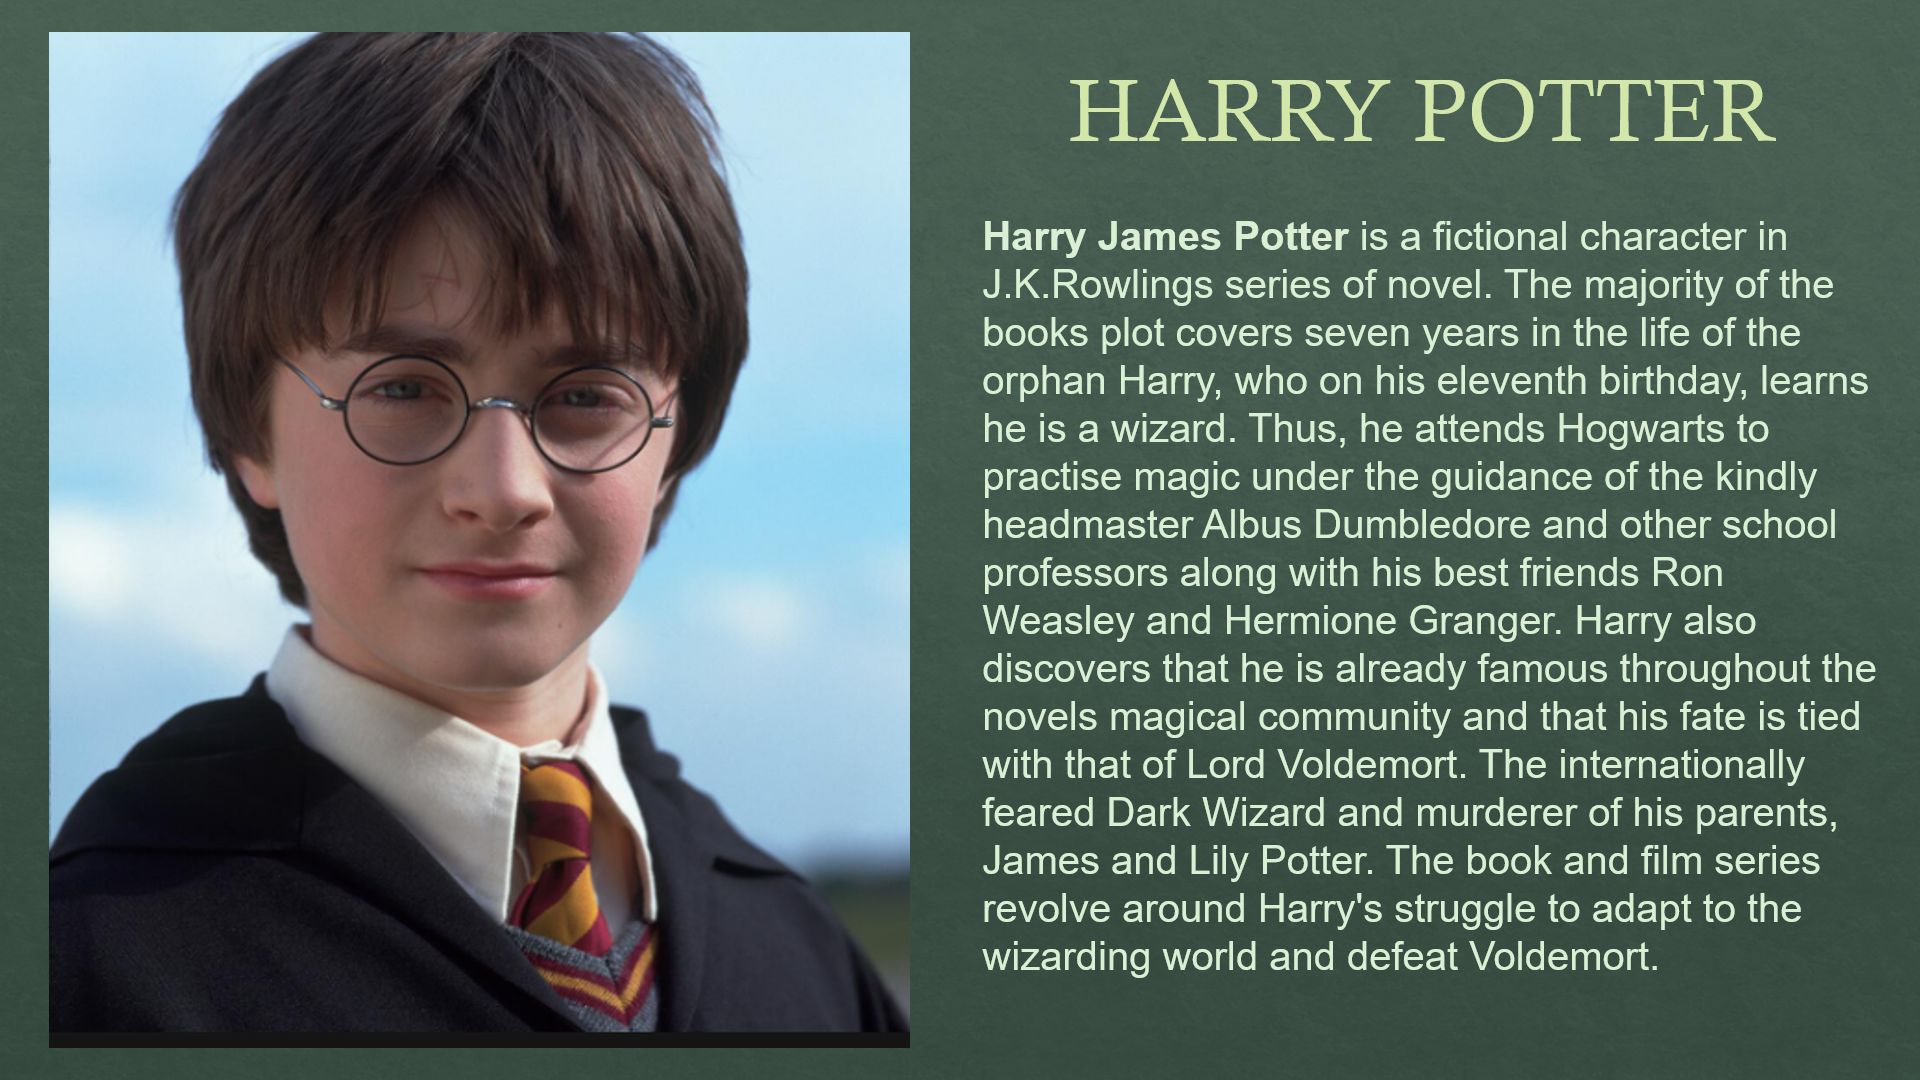 HARRY POTTER
Harry James Potter is a fictional character in
J.K.Rowlings series of novel. The majority of the
books plot covers seven years in the life of the
orphan Harry, who on his eleventh birthday, learns
he is a wizard. Thus, he attends Hogwarts to
practise magic under the guidance of the kindly
headmaster Albus Dumbledore and other school
professors along with his best friends Ron
Weasley and Hermione Granger. Harry also
discovers that he is already famous throughout the
novels magical community and that his fate is tied
with that of Lord Voldemort. The internationally
feared Dark Wizard and murderer of his parents,
James and Lily Potter. The book and film series
revolve around Harry's struggle to adapt to the
wizarding world and defeat Voldemort.